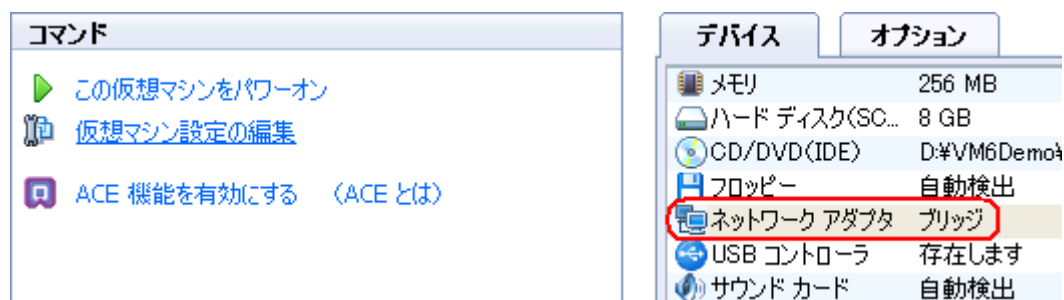 コマンド
この仮想マシンをパワーオン
仮想マシン設定の編集
ACE 機能を有効にする （ACE とは）
デバイス オプション
メモリ 256 MB
ハード ディスク(SC... 8 GB
CD/DVD(IDE) D:¥VM6Demo¥
フロッピー 自動検出
ネットワーク アダプタ ブリッジ
USB コントローラ 存在します
サウンド カード 自動検出